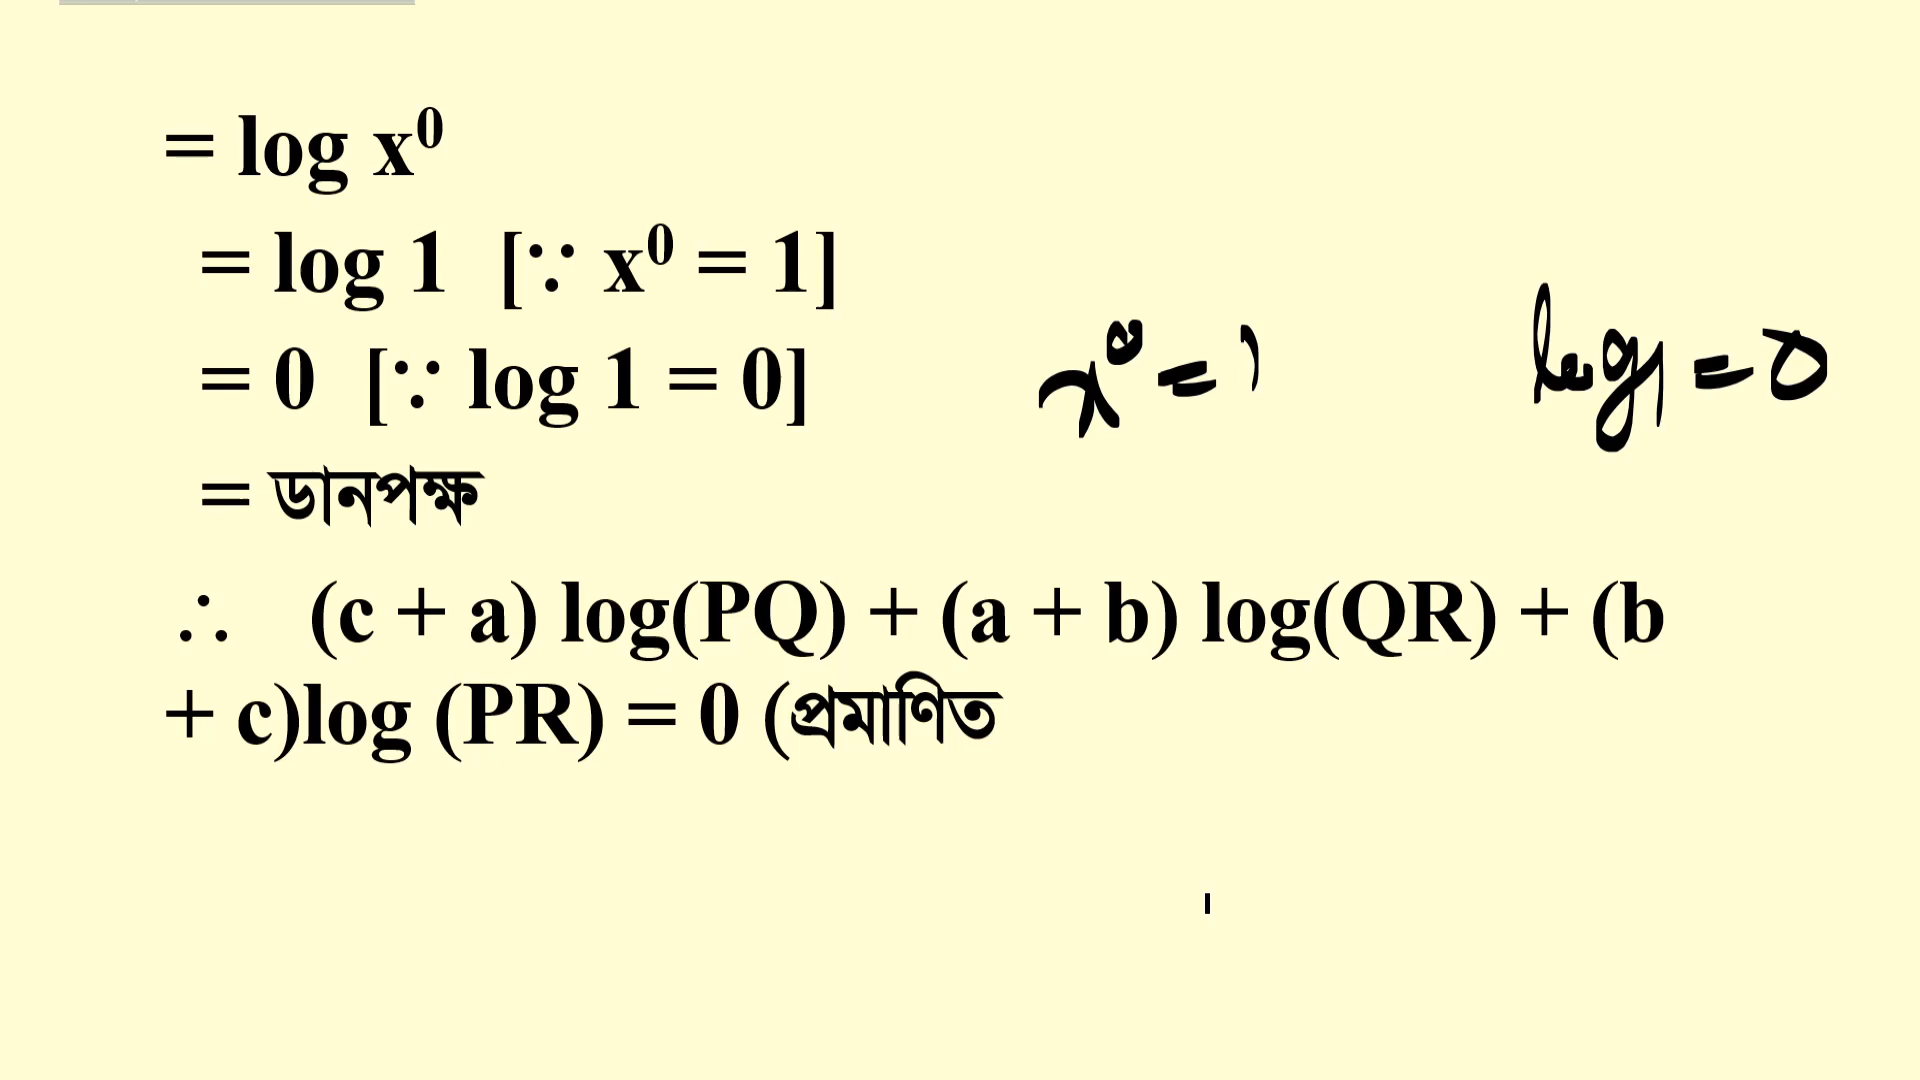 = log x⁰
= log 1 [∵ x⁰ = 1]
= 0 [∵ log 1 = 0]
x⁰ = 1
log 1 = 0
= ডানপক্ষ
∴ (c + a) log(PQ) + (a + b) log(QR) + (b
+ c)log (PR) = 0 (প্রমাণিত